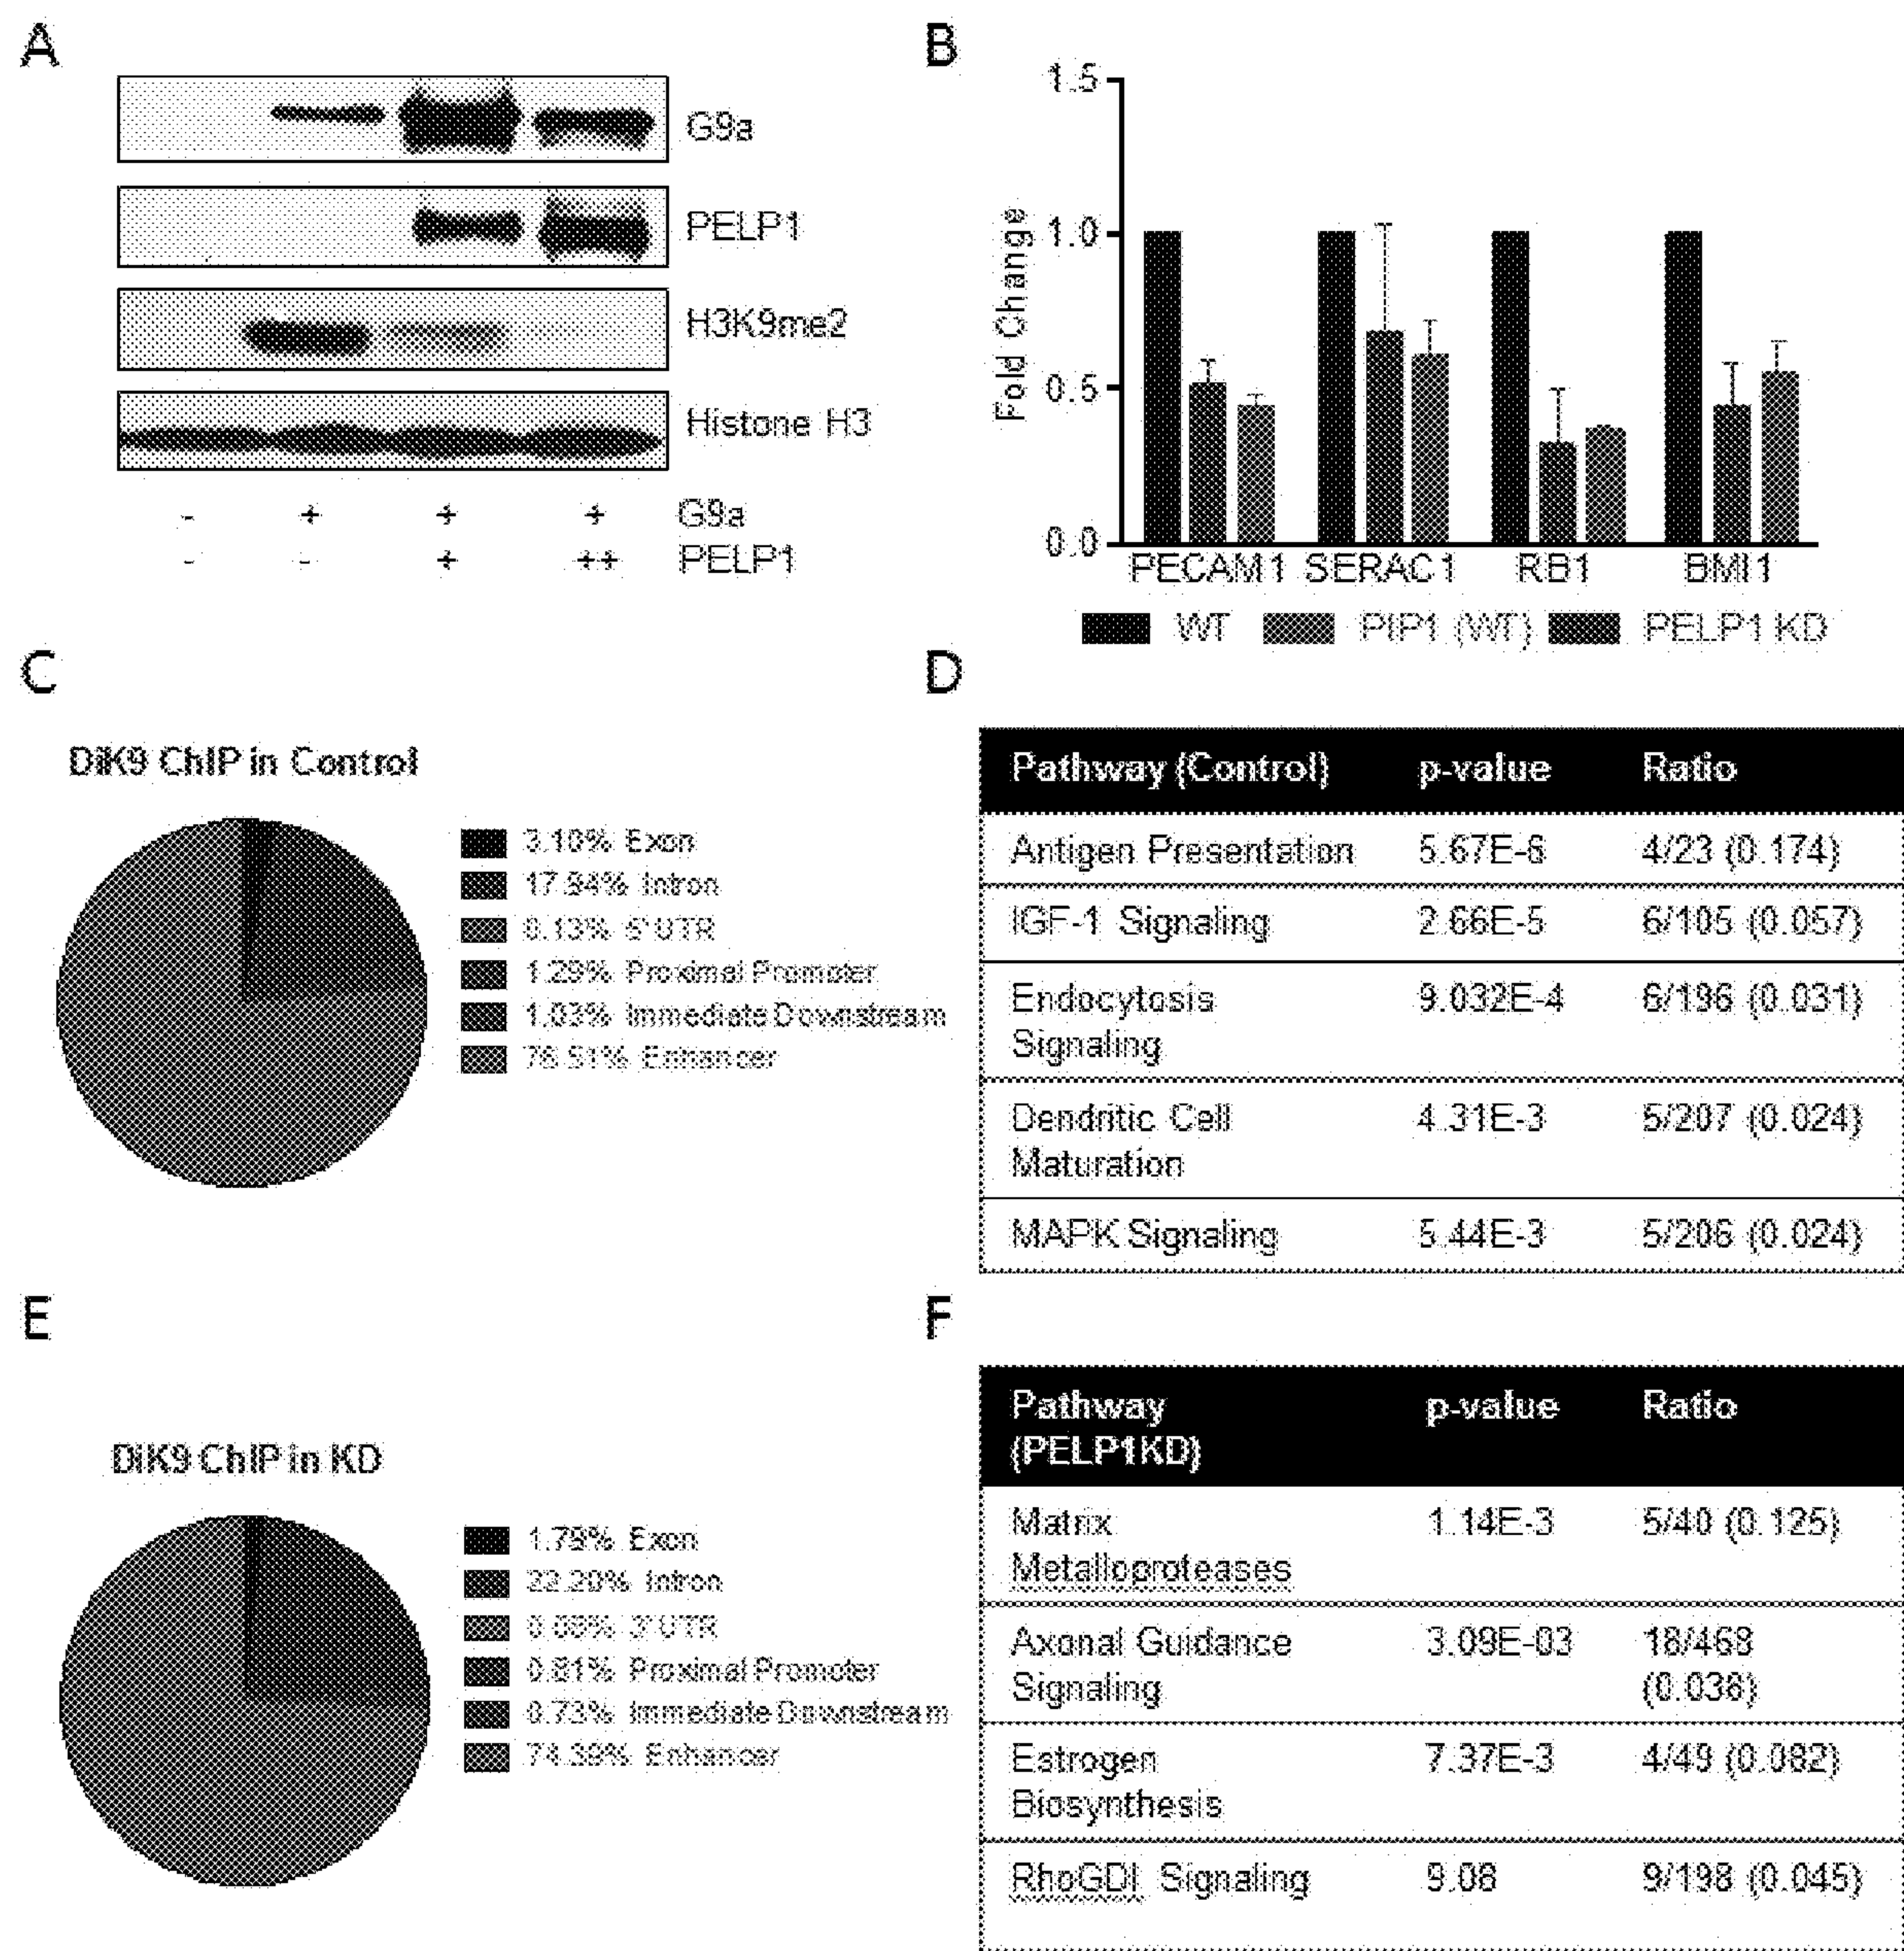 A
G9a
PELP1
H3K9me2
Histone H3
- + + + G9a
- - + ++ PELP1
B
1.5
1.0
0.5
0.0
Fold Change
PECAM1 SERAC1 RB1 BMI1
WT PIP1 (WT) PELP1 KD
C
DiK9 ChIP in Control
3.10% Exon
17.94% Intron
0.13% 5' UTR
1.29% Proximal Promoter
1.03% Immediate Downstream
76.51% Enhancer
D
Pathway (Control) p-value Ratio
Antigen Presentation 5.67E-6 4/23 (0.174)
IGF-1 Signaling 2.66E-5 6/105 (0.057)
Endocytosis 9.032E-4 6/196 (0.031)
Signaling
Dendritic Cell 4.31E-3 5/207 (0.024)
Maturation
MAPK Signaling 5.44E-3 5/206 (0.024)
E
DiK9 ChIP in KD
1.79% Exon
22.20% Intron
3' UTR
0.81% Proximal Promoter
0.73% Immediate Downstream
74.39% Enhancer
F
Pathway p-value Ratio
(PELP1KD)
Matrix 1.14E-3 5/40 (0.125)
Metalloproteases
Axonal Guidance 3.09E-03 18/468
Signaling (0.038)
Estrogen 7.37E-3 4/49 (0.082)
Biosynthesis
RhoGDI Signaling 9.08 9/198 (0.045)